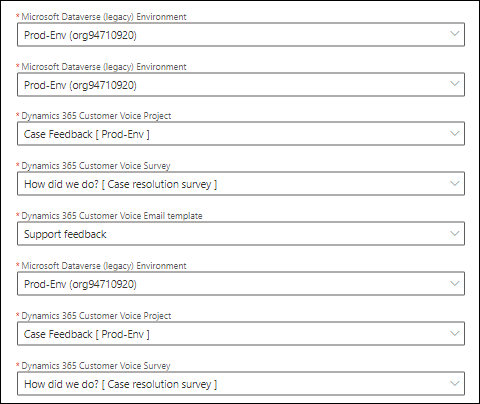 * Microsoft Dataverse (legacy) Environment
Prod-Env (org94710920)
* Microsoft Dataverse (legacy) Environment
Prod-Env (org94710920)
* Dynamics 365 Customer Voice Project
Case Feedback [ Prod-Env ]
* Dynamics 365 Customer Voice Survey
How did we do? [ Case resolution survey ]
* Dynamics 365 Customer Voice Email template
Support feedback
* Microsoft Dataverse (legacy) Environment
Prod-Env (org94710920)
* Dynamics 365 Customer Voice Project
Case Feedback [ Prod-Env ]
* Dynamics 365 Customer Voice Survey
How did we do? [ Case resolution survey ]